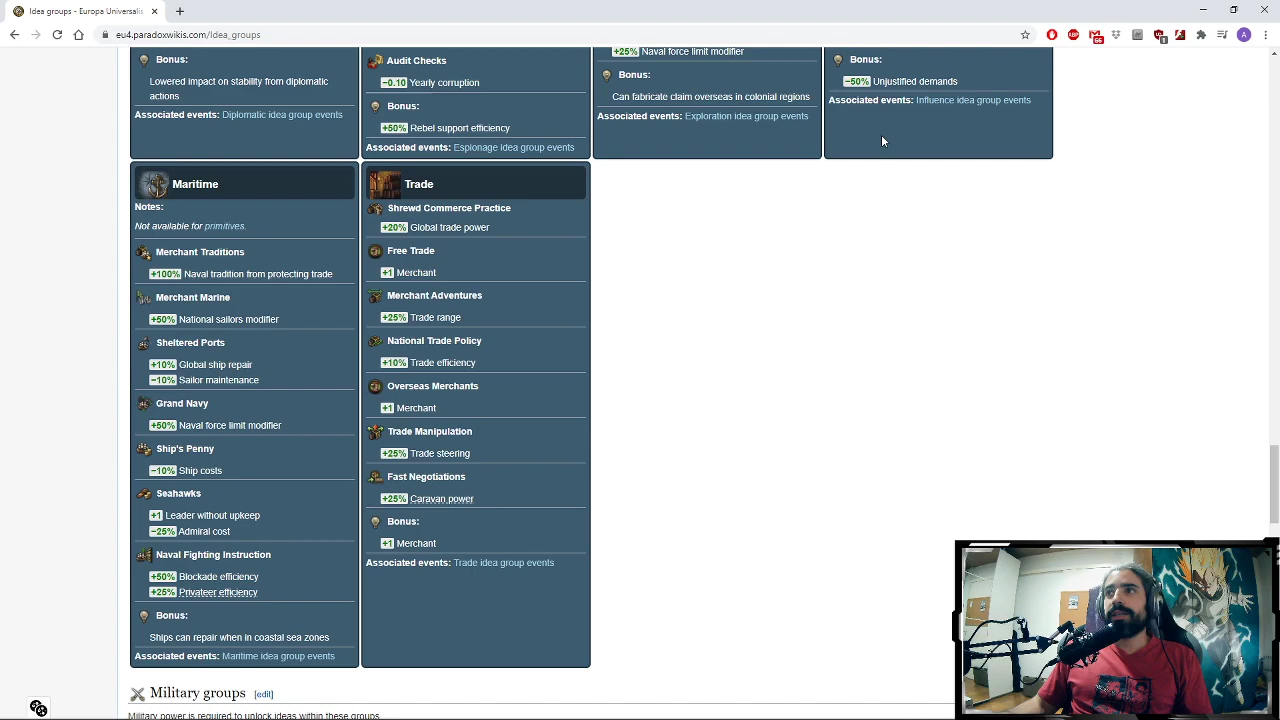 Idea groups - Europa Universalis
eu4.paradoxwikis.com/Idea_groups
66
1
A
Bonus:
Lowered impact on stability from diplomatic
actions
Associated events: Diplomatic idea group events
Audit Checks
−0.10 Yearly corruption
Bonus:
+50% Rebel support efficiency
Associated events: Espionage idea group events
+25% Naval force limit modifier
Bonus:
Can fabricate claim overseas in colonial regions
Associated events: Exploration idea group events
Bonus:
−50% Unjustified demands
Associated events: Influence idea group events
Maritime
Notes:
Not available for primitives.
Merchant Traditions
+100% Naval tradition from protecting trade
Merchant Marine
+50% National sailors modifier
Sheltered Ports
+10% Global ship repair
−10% Sailor maintenance
Grand Navy
+50% Naval force limit modifier
Ship's Penny
−10% Ship costs
Seahawks
+1 Leader without upkeep
−25% Admiral cost
Naval Fighting Instruction
+50% Blockade efficiency
+25% Privateer efficiency
Bonus:
Ships can repair when in coastal sea zones
Associated events: Maritime idea group events
Trade
Shrewd Commerce Practice
+20% Global trade power
Free Trade
+1 Merchant
Merchant Adventures
+25% Trade range
National Trade Policy
+10% Trade efficiency
Overseas Merchants
+1 Merchant
Trade Manipulation
+25% Trade steering
Fast Negotiations
+25% Caravan power
Bonus:
+1 Merchant
Associated events: Trade idea group events
Military groups [edit]
Military power is required to unlock ideas within these groups